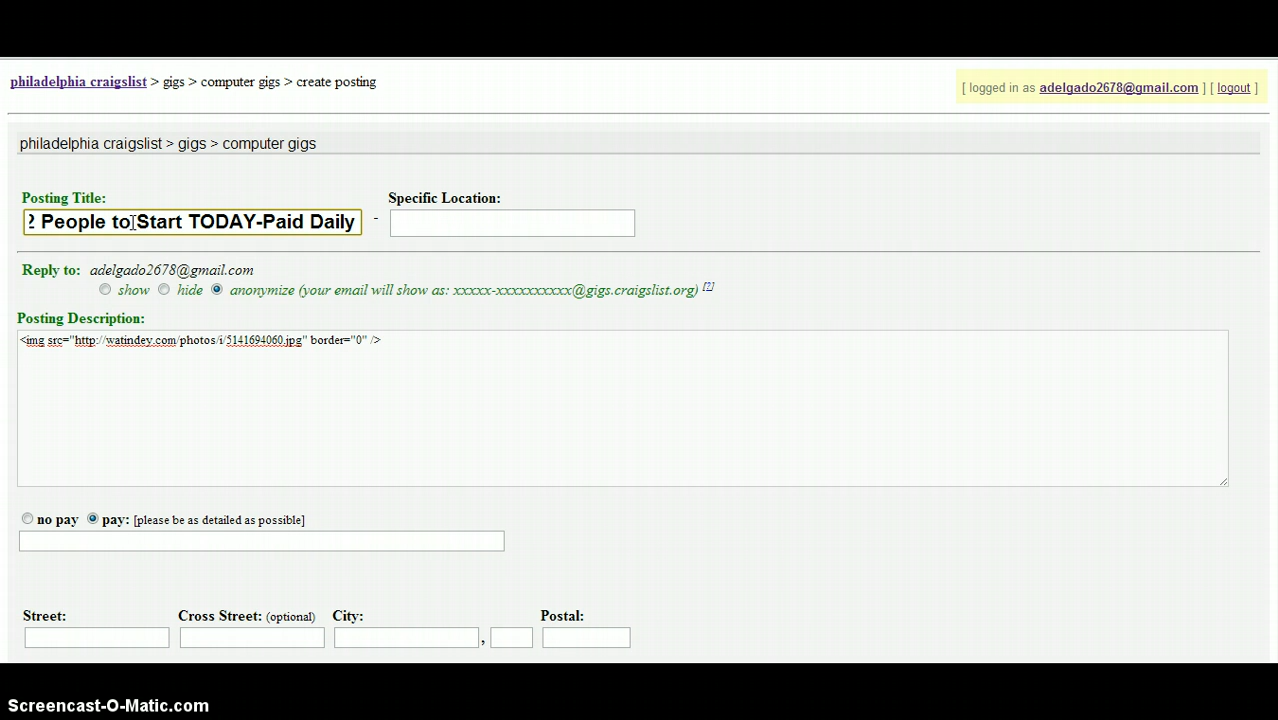 philadelphia craigslist > gigs > computer gigs > create posting
[ logged in as adelgado2678@gmail.com ] [ logout ]
philadelphia craigslist > gigs > computer gigs
Posting Title: Specific Location:
2 People to Start TODAY-Paid Daily -
Reply to: adelgado2678@gmail.com
show hide anonymize (your email will show as: xxxxx-xxxxxxxxxx@gigs.craigslist.org) [?]
Posting Description:
<img src="http://watindey.com/photos/i/5141694060.jpg" border="0" />
no pay pay: [please be as detailed as possible]
Street: Cross Street: (optional) City: Postal:
,
Screencast-O-Matic.com